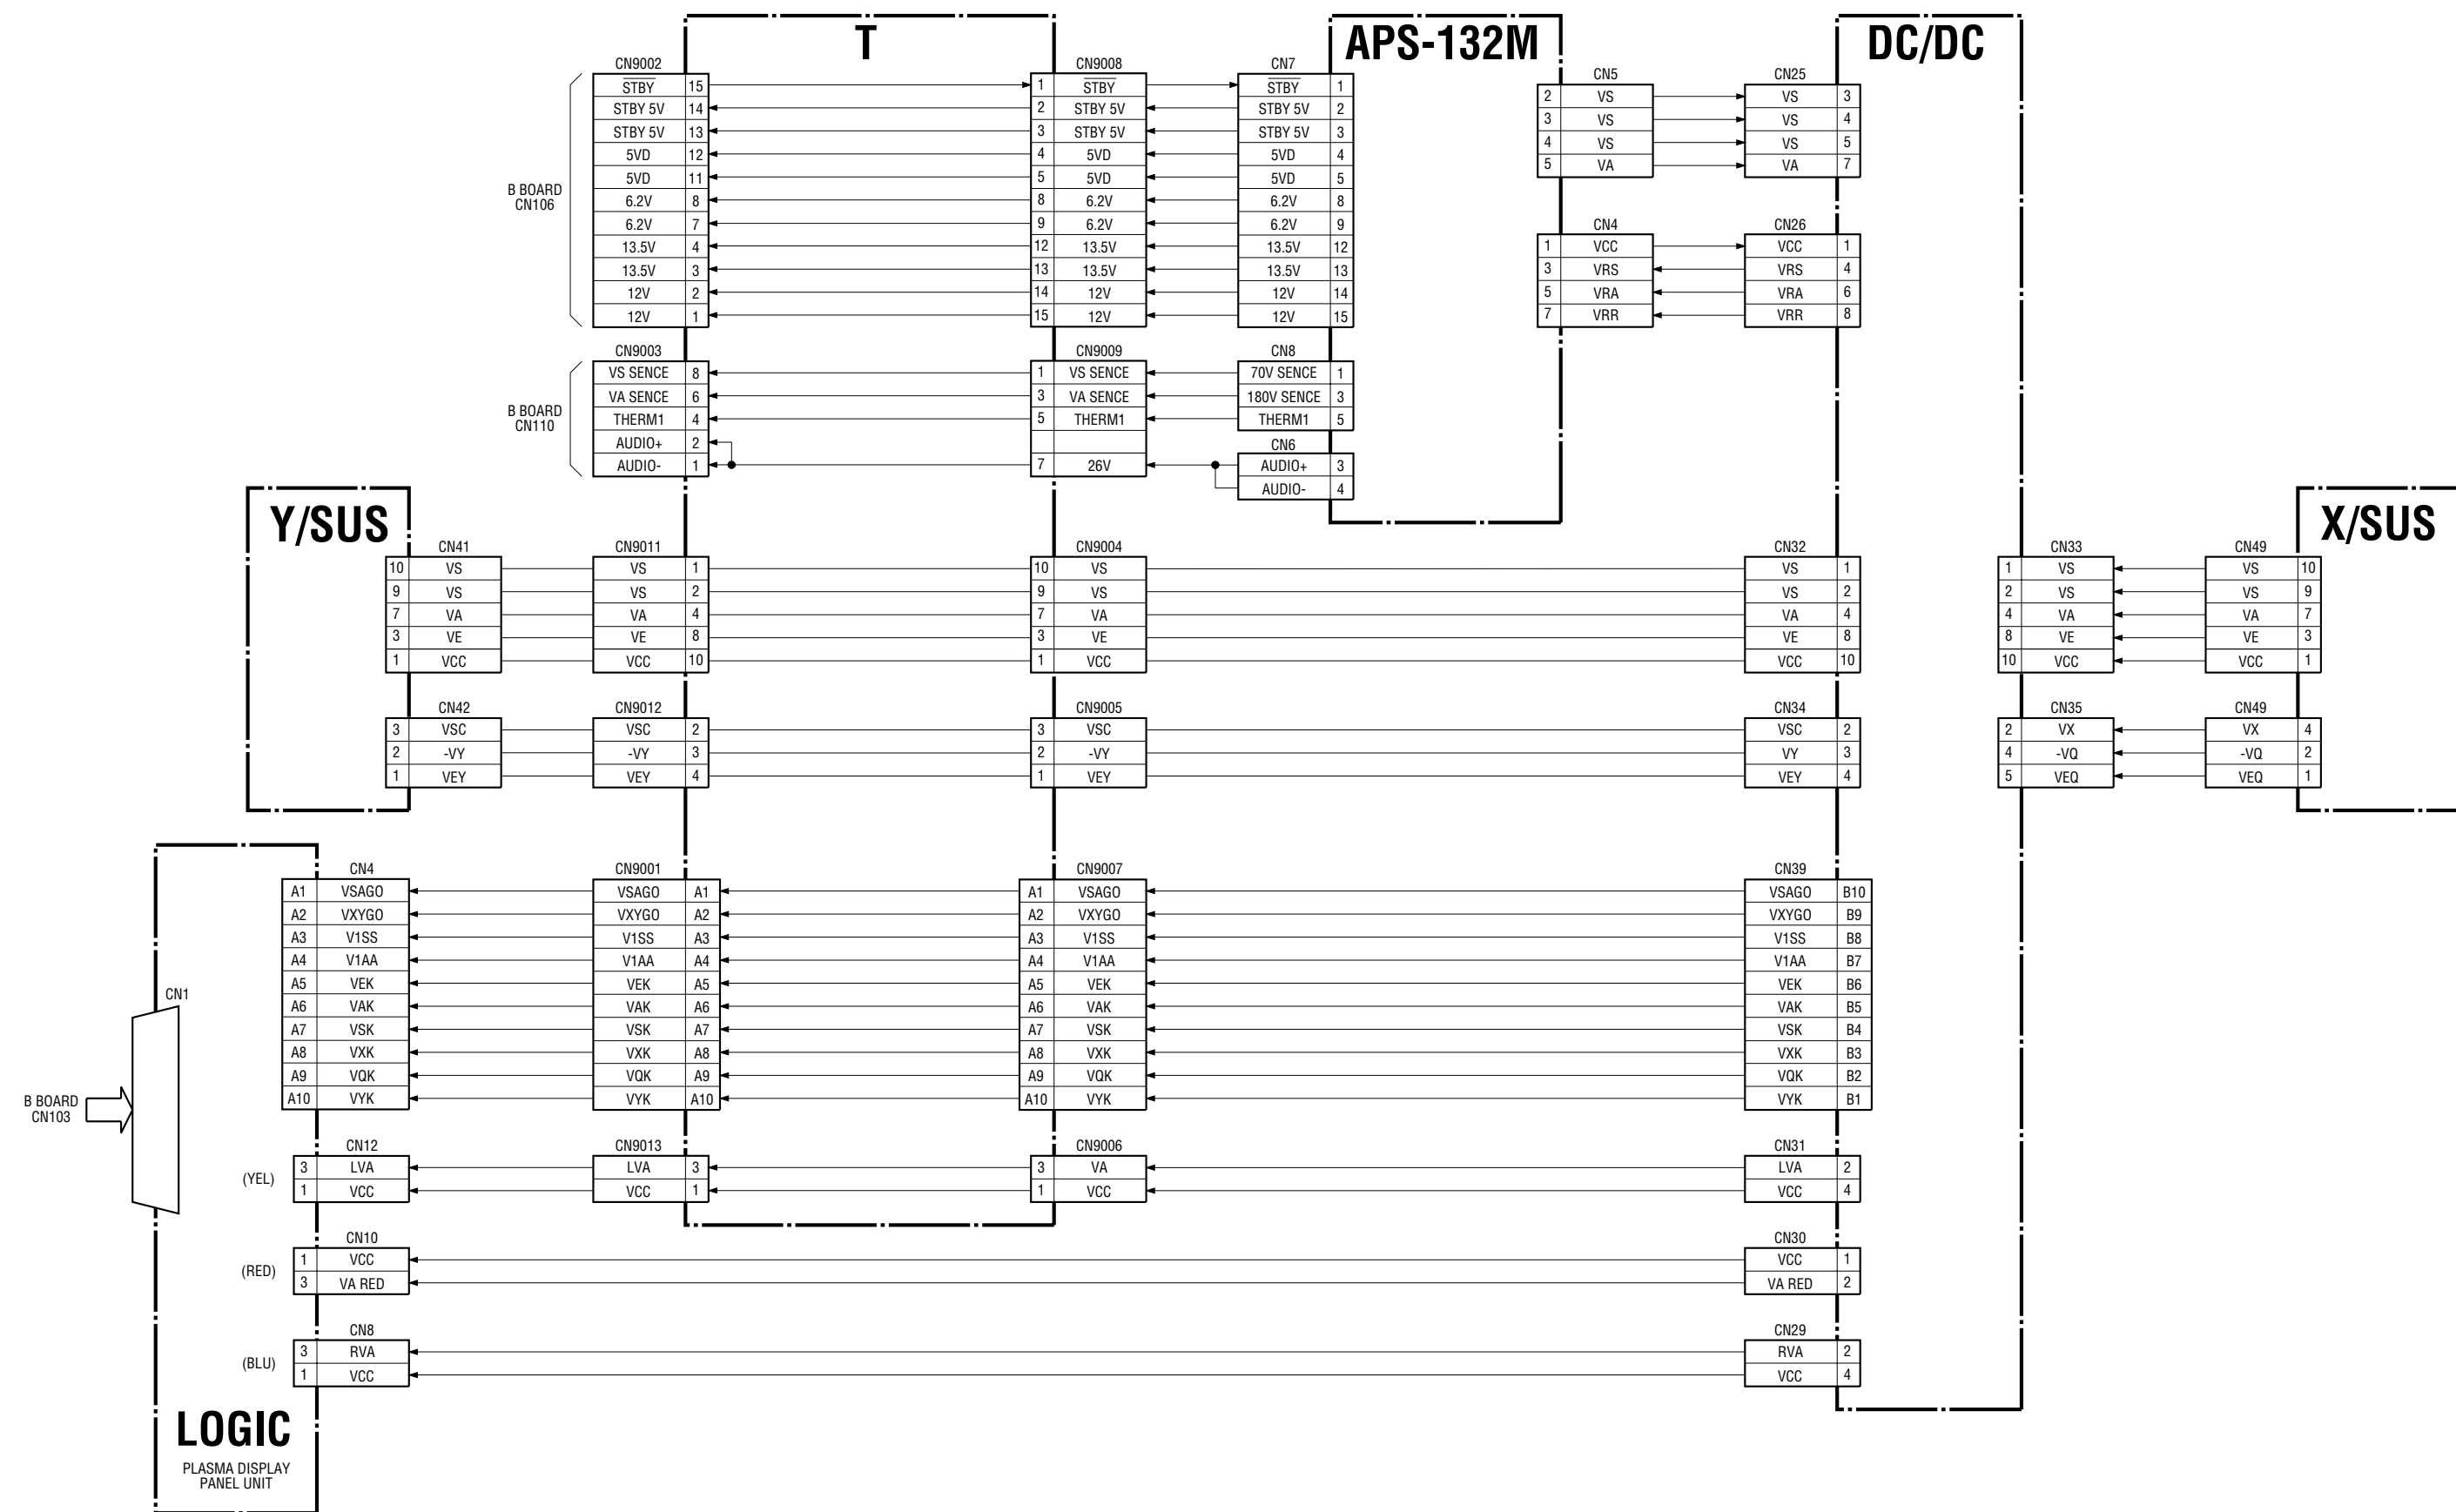 T
APS-132M
DC/DC
CN9002
STBY 15
STBY 5V 14
STBY 5V 13
5VD 12
5VD 11
6.2V 8
6.2V 7
13.5V 4
13.5V 3
12V 2
12V 1
B BOARD
CN106
CN9008
1 STBY
2 STBY 5V
3 STBY 5V
4 5VD
5 5VD
8 6.2V
9 6.2V
12 13.5V
13 13.5V
14 12V
15 12V
CN7
STBY 1
STBY 5V 2
STBY 5V 3
5VD 4
5VD 5
6.2V 8
6.2V 9
13.5V 12
13.5V 13
12V 14
12V 15
CN5
2 VS
3 VS
4 VS
5 VA
CN25
VS 3
VS 4
VS 5
VA 7
CN4
1 VCC
3 VRS
5 VRA
7 VRR
CN26
VCC 1
VRS 4
VRA 6
VRR 8
CN9003
VS SENCE 8
VA SENCE 6
THERM1 4
AUDIO+ 2
AUDIO- 1
B BOARD
CN110
CN9009
1 VS SENCE
3 VA SENCE
5 THERM1
7 26V
CN8
70V SENCE 1
180V SENCE 3
THERM1 5
CN6
AUDIO+ 3
AUDIO- 4
Y/SUS
X/SUS
CN41
10 VS
9 VS
7 VA
3 VE
1 VCC
CN9011
VS 1
VS 2
VA 4
VE 8
VCC 10
CN9004
10 VS
9 VS
7 VA
3 VE
1 VCC
CN32
VS 1
VS 2
VA 4
VE 8
VCC 10
CN33
1 VS
2 VS
4 VA
8 VE
10 VCC
CN49
VS 10
VS 9
VA 7
VE 3
VCC 1
CN42
3 VSC
2 -VY
1 VEY
CN9012
VSC 2
-VY 3
VEY 4
CN9005
3 VSC
2 -VY
1 VEY
CN34
VSC 2
VY 3
VEY 4
CN35
2 VX
4 -VQ
5 VEQ
CN49
VX 4
-VQ 2
VEQ 1
CN4
A1 VSAGO
A2 VXYGO
A3 V1SS
A4 V1AA
A5 VEK
A6 VAK
A7 VSK
A8 VXK
A9 VQK
A10 VYK
CN9001
VSAGO A1
VXYGO A2
V1SS A3
V1AA A4
VEK A5
VAK A6
VSK A7
VXK A8
VQK A9
VYK A10
CN9007
A1 VSAGO
A2 VXYGO
A3 V1SS
A4 V1AA
A5 VEK
A6 VAK
A7 VSK
A8 VXK
A9 VQK
A10 VYK
CN39
VSAGO B10
VXYGO B9
V1SS B8
V1AA B7
VEK B6
VAK B5
VSK B4
VXK B3
VQK B2
VYK B1
CN1
B BOARD
CN103
(YEL)
CN12
3 LVA
1 VCC
CN9013
LVA 3
VCC 1
CN9006
3 VA
1 VCC
CN31
LVA 2
VCC 4
(RED)
CN10
1 VCC
3 VA RED
CN30
VCC 1
VA RED 2
(BLU)
CN8
3 RVA
1 VCC
CN29
RVA 2
VCC 4
LOGIC
PLASMA DISPLAY
PANEL UNIT